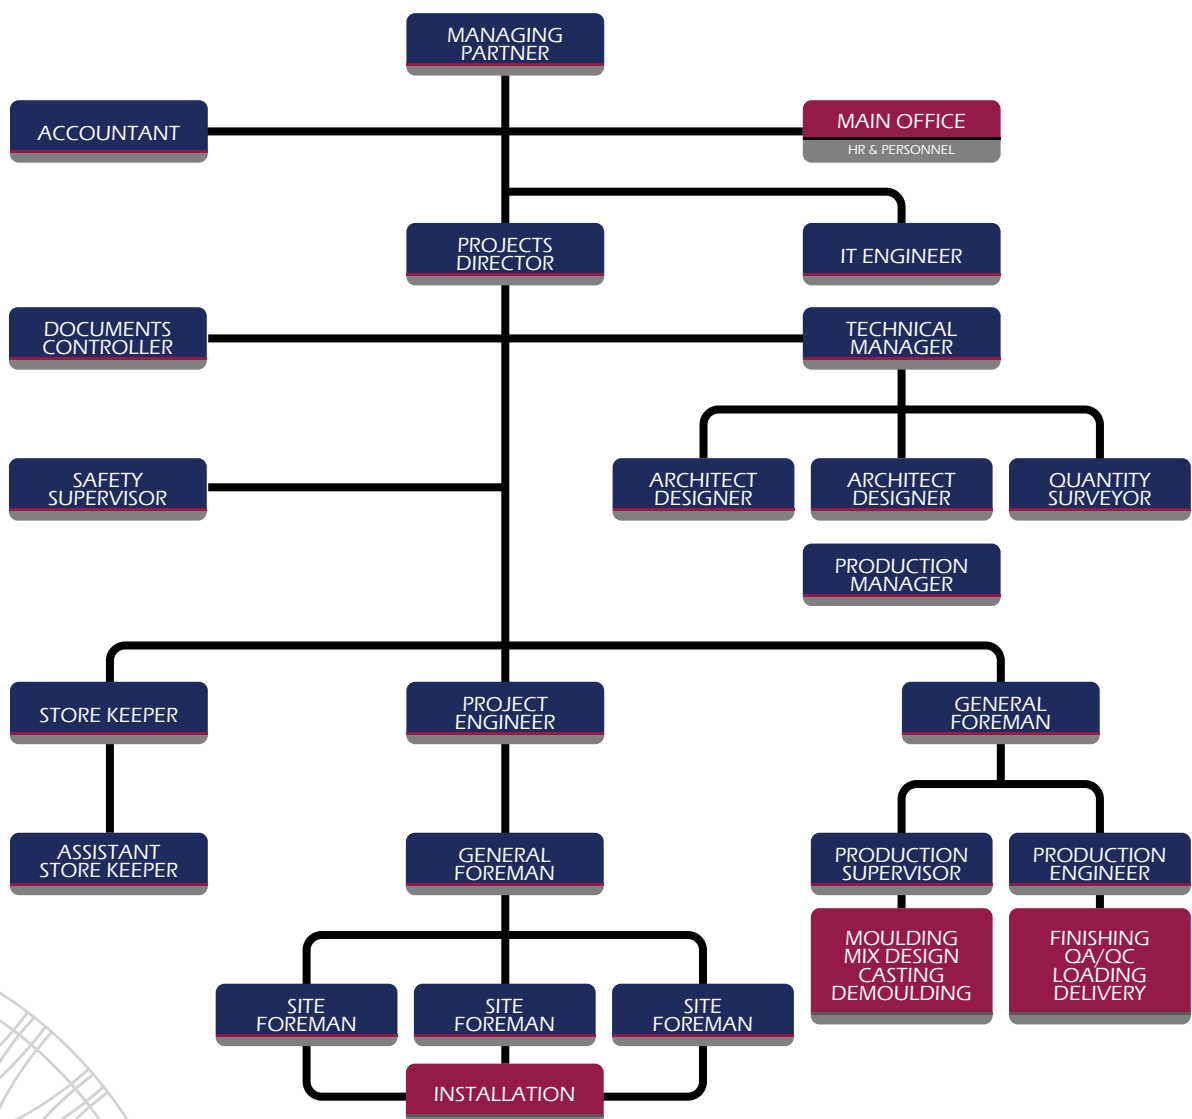 MANAGING
PARTNER
ACCOUNTANT
MAIN OFFICE
HR & PERSONNEL
PROJECTS
DIRECTOR
IT ENGINEER
DOCUMENTS
CONTROLLER
TECHNICAL
MANAGER
SAFETY
SUPERVISOR
ARCHITECT
DESIGNER
ARCHITECT
DESIGNER
QUANTITY
SURVEYOR
PRODUCTION
MANAGER
STORE KEEPER
PROJECT
ENGINEER
GENERAL
FOREMAN
ASSISTANT
STORE KEEPER
GENERAL
FOREMAN
PRODUCTION
SUPERVISOR
PRODUCTION
ENGINEER
MOULDING
MIX DESIGN
CASTING
DEMOULDING
FINISHING
QA/QC
LOADING
DELIVERY
SITE
FOREMAN
SITE
FOREMAN
SITE
FOREMAN
INSTALLATION